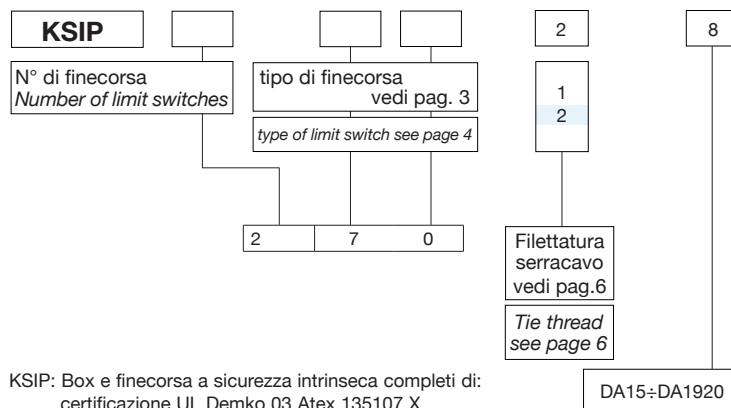 KSIP 2 8
N° di finecorsa
Number of limit switches
tipo di finecorsa
vedi pag. 3
type of limit switch see page 4
1
2
2 7 0
Filettatura
serracavo
vedi pag.6
Tie thread
see page 6
KSIP: Box e finecorsa a sicurezza intrinseca completi di:
certificazione UL Demko 03 Atex 135107 X
DA15÷DA1920